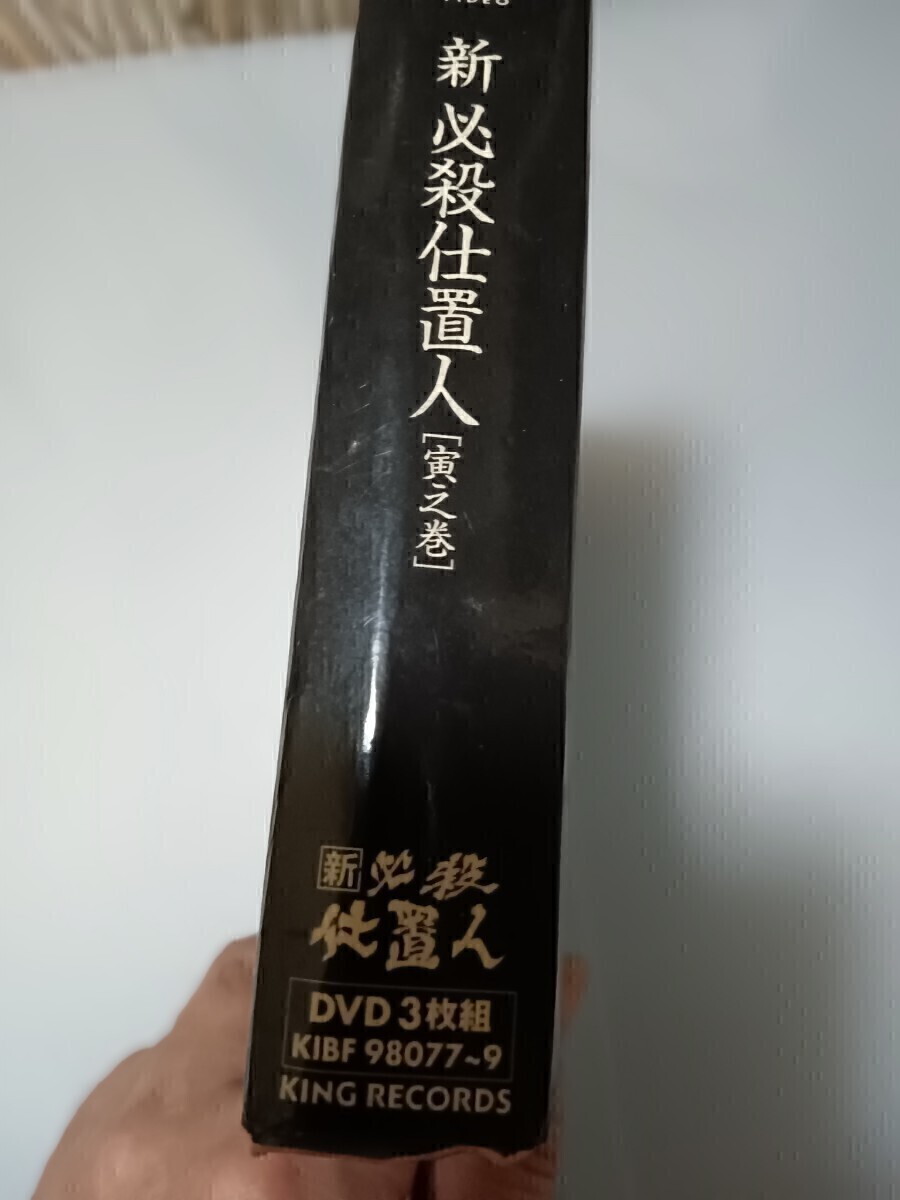 VIDEO
新必殺仕置人
[寅之巻]
新 必殺
仕置人
DVD 3枚組
KIBF 98077~9
KING RECORDS